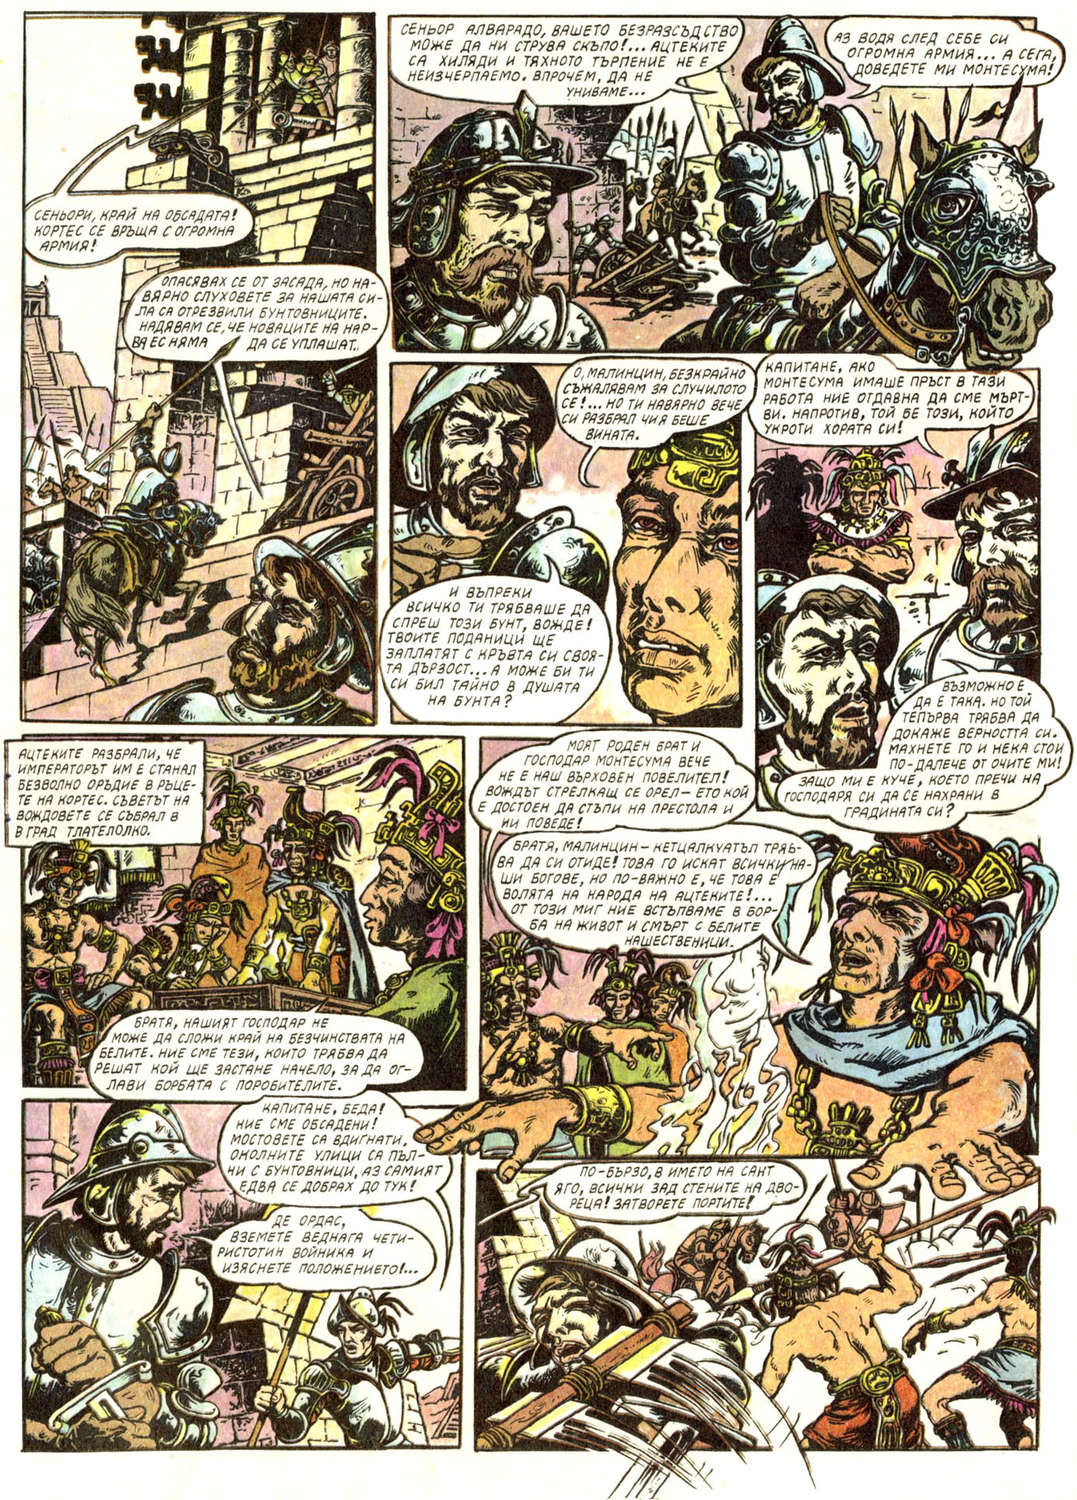 СЕНЬОРИ, КРАЙ НА ОБСАДАТА!
КОРТЕС СЕ ВРЪЩА С ОГРОМНА
АРМИЯ!
ОПАСЯВАХ СЕ ОТ ЗАСАДА, НО НА-
ВЯРНО СЛУХОВЕТЕ ЗА НАШАТА СИ-
ЛА СА ОТРЕЗВИЛИ БУНТОВНИЦИТЕ.
НАДЯВАМ СЕ, ЧЕ НОВАЦИТЕ НА НАР-
ВАЕС НЯМА ДА СЕ УПЛАШАТ..
СЕНЬОР АЛВАРАДО, ВАШЕТО БЕЗРАЗСЪДСТВО
МОЖЕ ДА НИ СТРУВА СКЪПО!... АЦТЕКИТЕ
СА ХИЛЯДИ И ТЯХНОТО ТЪРПЕНИЕ НЕ Е
НЕИЗЧЕРПАЕМО. ВПРОЧЕМ, ДА НЕ
УНИВАМЕ...
АЗ ВОДЯ СЛЕД СЕБЕ СИ
ОГРОМНА АРМИЯ... А СЕГА,
ДОВЕДЕТЕ МИ МОНТЕСУМА!
О, МАЛИНЦИН, БЕЗКРАЙНО
СЪЖАЛЯВАМ ЗА СЛУЧИЛОТО
СЕ!... НО ТИ НАВЯРНО ВЕЧЕ
СИ РАЗБРАЛ ЧИЯ БЕШЕ
ВИНАТА.
И ВЪПРЕКИ
ВСИЧКО ТИ ТРЯБВАШЕ ДА
СПРЕШ ТОЗИ БУНТ, ВОЖДЕ!
ТВОИТЕ ПОДАНИЦИ ЩЕ
ЗАПЛАТЯТ С КРЪВТА СИ СВОЯ-
ТА ДЪРЗОСТ... А МОЖЕ БИ ТИ
СИ БИЛ ТАЙНО В ДУШАТА
НА БУНТА?
КАПИТАНЕ, АКО
МОНТЕСУМА ИМАШЕ ПРЪСТ В ТАЗИ
РАБОТА НИЕ ОТДАВНА ДА СМЕ МЪРТ-
ВИ. НАПРОТИВ, ТОЙ БЕ ТОЗИ, КОЙТО
УКРОТИ ХОРАТА СИ!
ВЪЗМОЖНО Е
ДА Е ТАКА. НО ТОЙ
ТЕПЪРВА ТРЯБВА ДА
ДОКАЖЕ ВЕРНОСТТА СИ.
МАХНЕТЕ ГО И НЕКА СТОИ
ПО-ДАЛЕЧЕ ОТ ОЧИТЕ МИ!
ЗАЩО МИ Е КУЧЕ, КОЕТО ПРЕЧИ НА
ГОСПОДАРЯ СИ ДА СЕ НАХРАНИ В
ГРАДИНАТА СИ?
АЦТЕКИТЕ РАЗБРАЛИ, ЧЕ
ИМПЕРАТОРЪТ ИМ Е СТАНАЛ
БЕЗВОЛНО ОРЪДИЕ В РЪЦЕ-
ТЕ НА КОРТЕС. СЪВЕТЪТ НА
ВОЖДОВЕТЕ СЕ СЪБРАЛ В
В ГРАД ТЛАТЕЛОЛКО.
БРАТЯ, НАШИЯТ ГОСПОДАР НЕ
МОЖЕ ДА СЛОЖИ КРАЙ НА БЕЗЧИНСТВАТА НА
БЕЛИТЕ. НИЕ СМЕ ТЕЗИ, КОИТО ТРЯБВА ДА
РЕШАТ КОЙ ЩЕ ЗАСТАНЕ НАЧЕЛО, ЗА ДА ОГ-
ЛАВИ БОРБАТА С ПОРОБИТЕЛИТЕ.
МОЯТ РОДЕН БРАТ И
ГОСПОДАР МОНТЕСУМА ВЕЧЕ
НЕ Е НАШ ВЪРХОВЕН ПОВЕЛИТЕЛ!
ВОЖДЪТ СТРЕЛКАЩ СЕ ОРЕЛ — ЕТО КОЙ
Е ДОСТОЕН ДА СТЪПИ НА ПРЕСТОЛА И
НИ ПОВЕДЕ!
БРАТЯ, МАЛИНЦИН — КЕТЦАЛКУАТЪЛ ТРЯБ-
ВА ДА СИ ОТИДЕ! ТОВА ГО ИСКАТ ВСИЧКИ НА-
ШИ БОГОВЕ, НО ПО-ВАЖНО Е, ЧЕ ТОВА Е
ВОЛЯТА НА НАРОДА НА АЦТЕКИТЕ!...
ОТ ТОЗИ МИГ НИЕ ВСТЪПВАМЕ В БОР-
БА НА ЖИВОТ И СМЪРТ С БЕЛИТЕ
НАШЕСТВЕНИЦИ.
КАПИТАНЕ, БЕДА!
НИЕ СМЕ ОБСАДЕНИ!
МОСТОВЕТЕ СА ВДИГНАТИ,
ОКОЛНИТЕ УЛИЦИ СА ПЪЛ-
НИ С БУНТОВНИЦИ, АЗ САМИЯТ
ЕДВА СЕ ДОБРАХ ДО ТУК!
ДЕ ОРДАС,
ВЗЕМЕТЕ ВЕДНАГА ЧЕТИ-
РИСТОТИН ВОЙНИКА И
ИЗЯСНЕТЕ ПОЛОЖЕНИЕТО!...
ПО-БЪРЗО, В ИМЕТО НА САНТ
ЯГО, ВСИЧКИ ЗАД СТЕНИТЕ НА ДВО-
РЕЦА! ЗАТВОРЕТЕ ПОРТИТЕ!